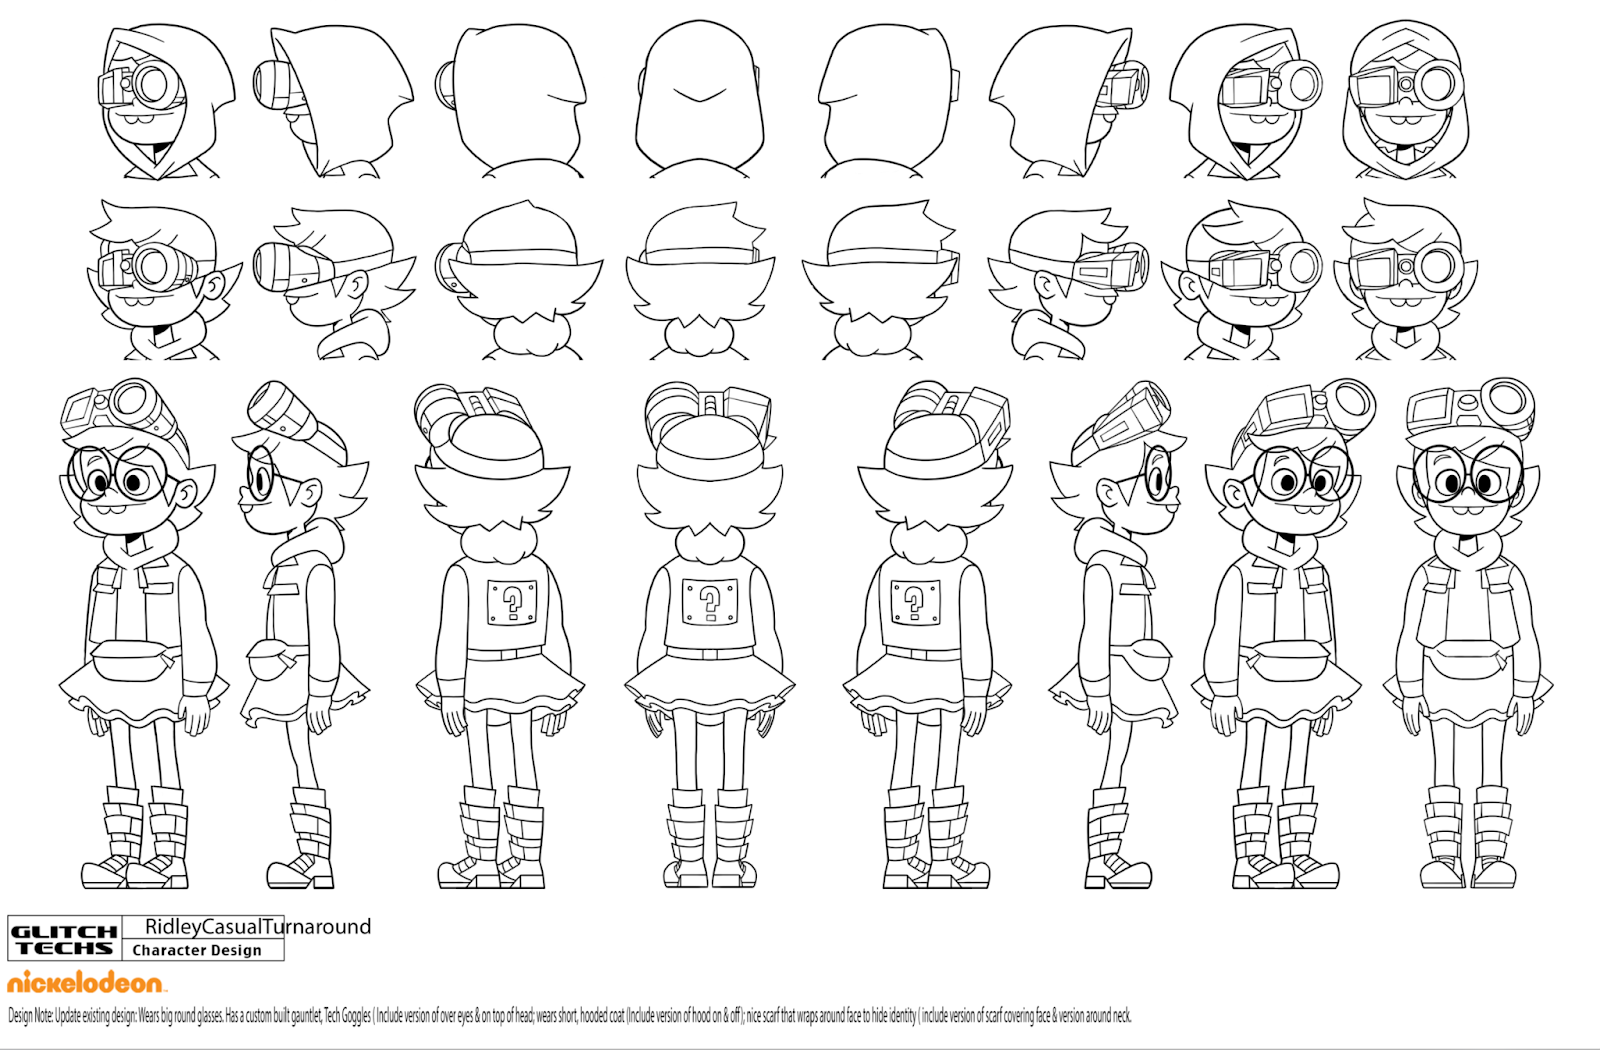 ?
?
?
GLITCH TECHS
RidleyCasualTurnaround
Character Design
nickelodeon
Design Note: Update existing design: Wears big round glasses. Has a custom built gauntlet, Tech Goggles ( Include version of over eyes & on top of head; wears short, hooded coat (Include version of hood on & off ); nice scarf that wraps around face to hide identity ( include version of scarf covering face & version around neck.